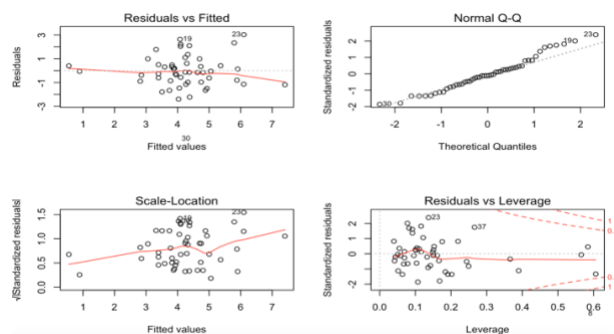 Residuals vs Fitted
Residuals
3
1
-1
-3
19
23
1 2 3 4 5 6 7
30
Fitted values
Normal Q-Q
Standardized residuals
2
1
0
-1
-2
19
23
30
-2 -1 0 1 2
Theoretical Quantiles
Scale-Location
√|Standardized residuals|
1.5
1.0
0.5
0.0
19
23
1 2 3 4 5 6 7
Fitted values
Residuals vs Leverage
Standardized residuals
2
1
0
-2
23
37
0.0 0.1 0.2 0.3 0.4 0.5 0.6
8
Leverage